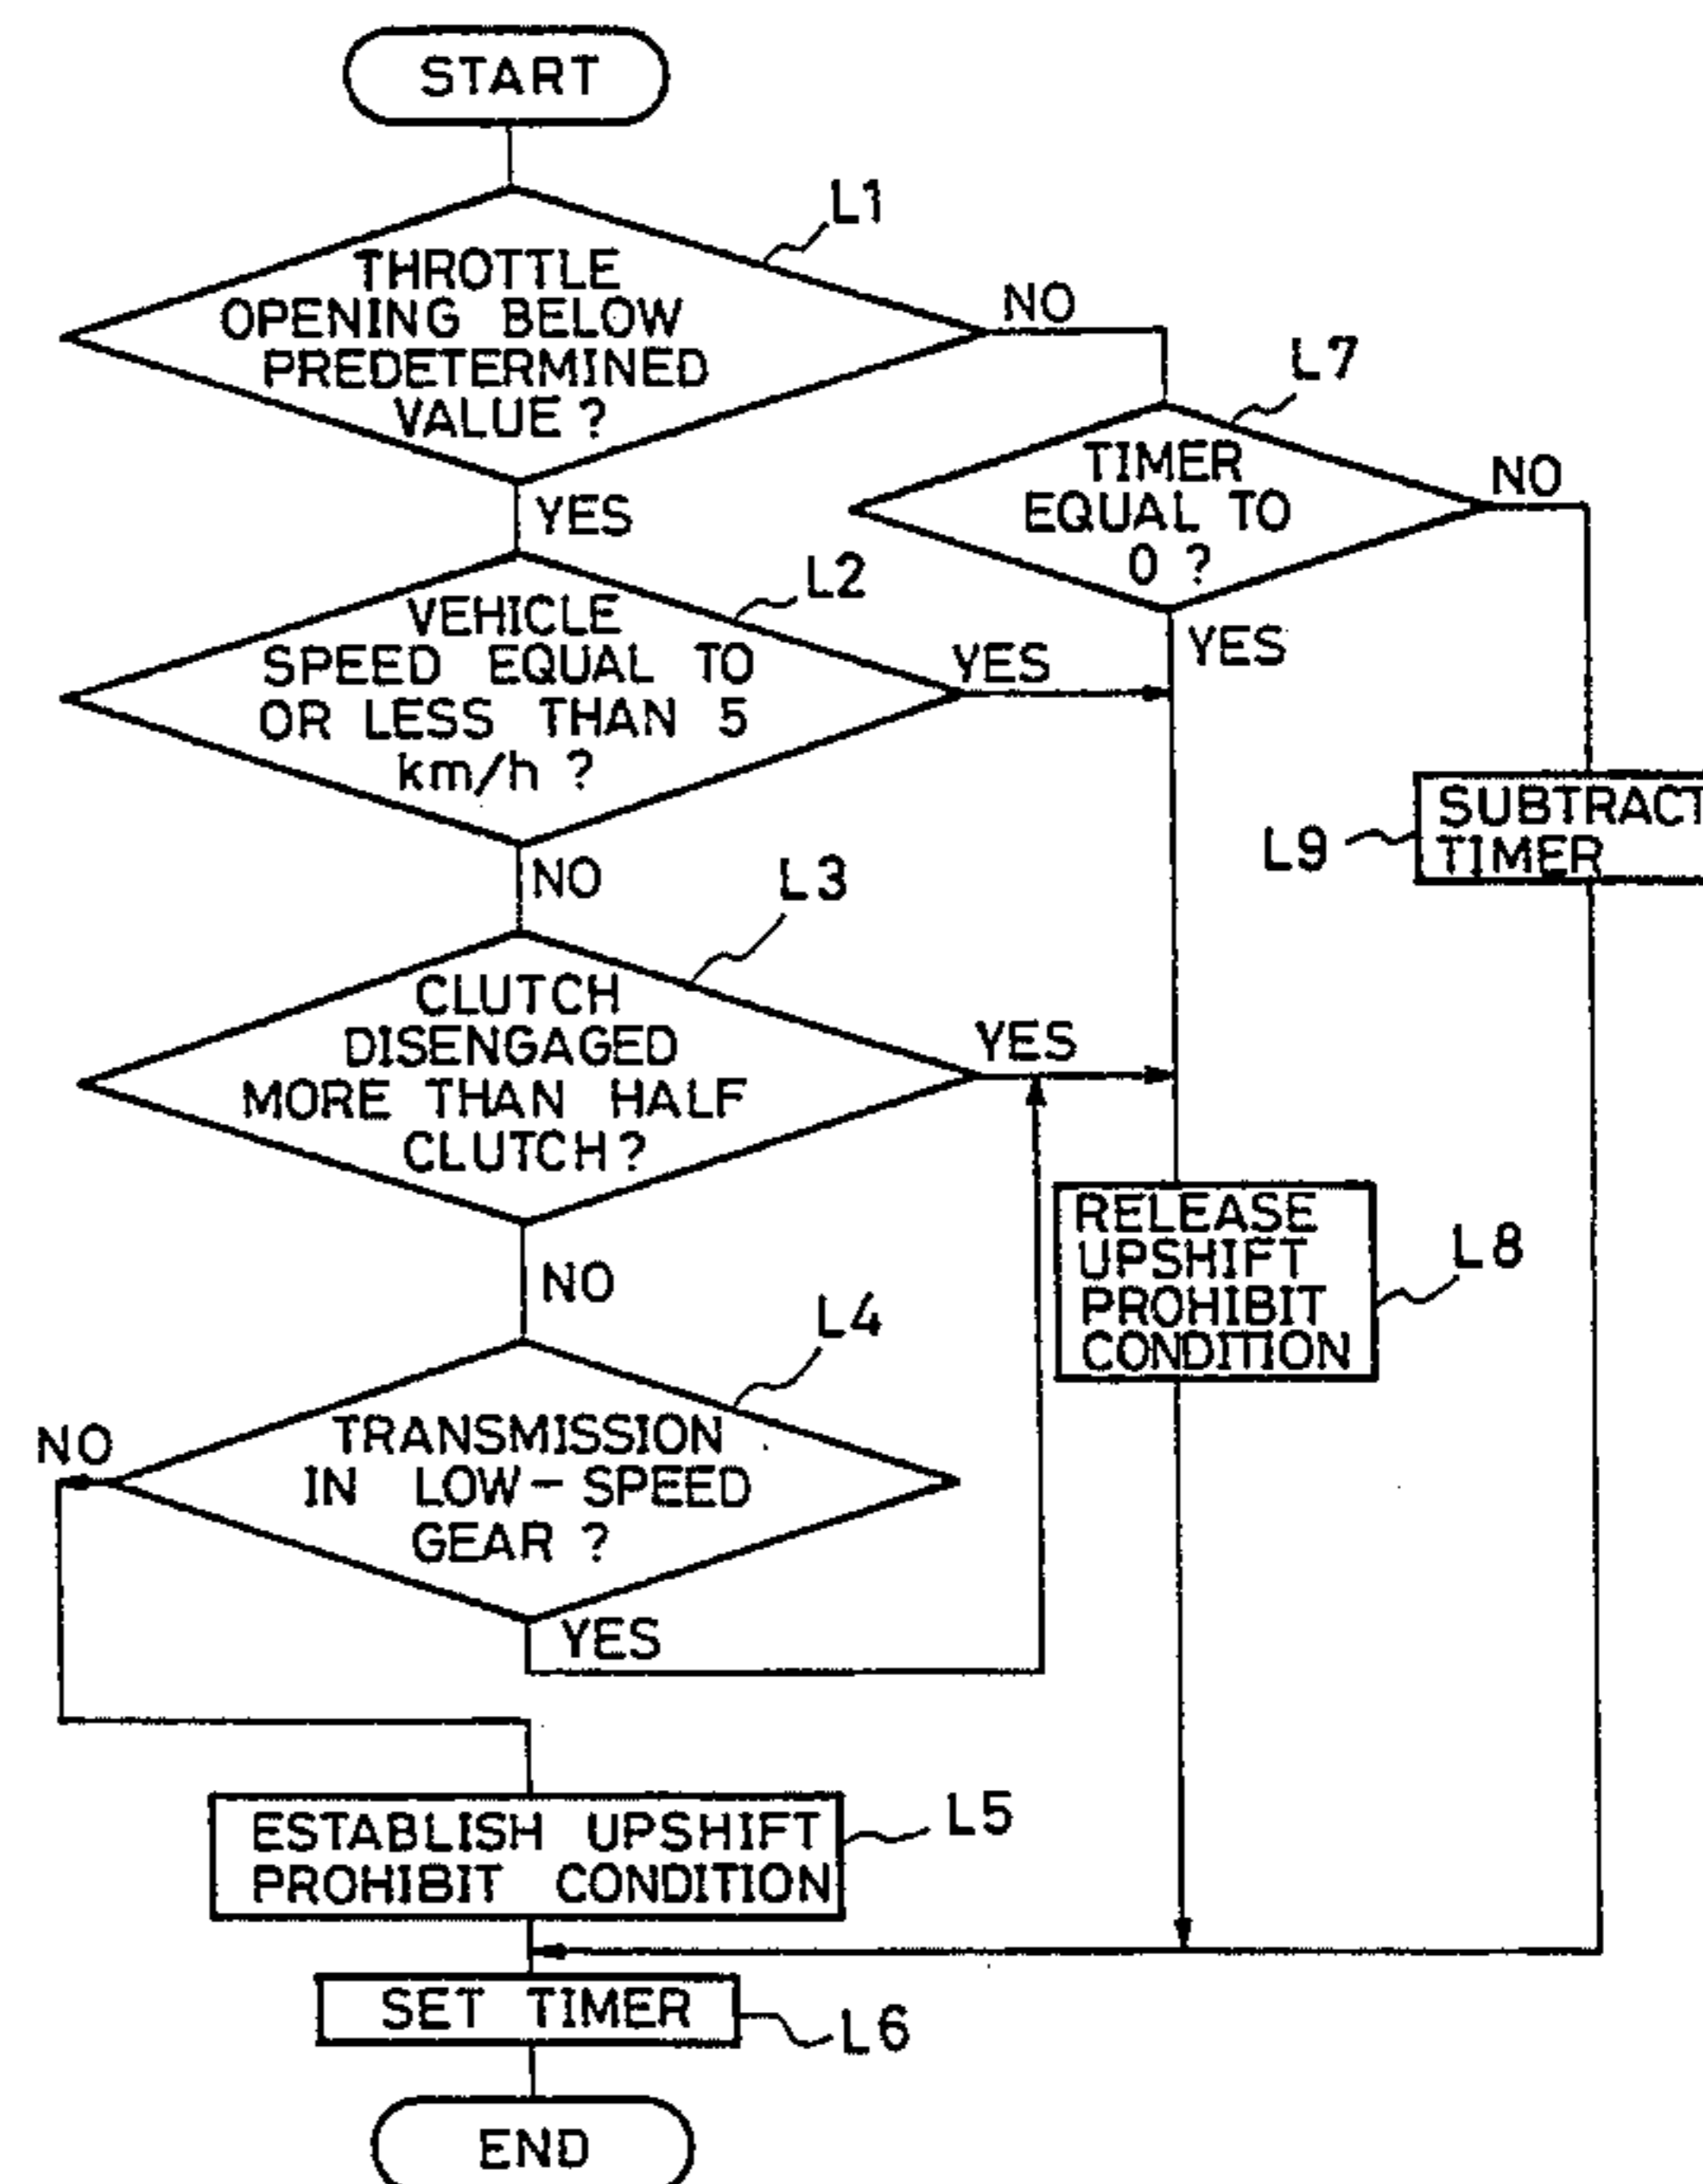 START
L1
THROTTLE
OPENING BELOW
PREDETERMINED
VALUE ?
NO
YES
L7
TIMER
EQUAL TO
0 ?
NO
YES
L2
VEHICLE
SPEED EQUAL TO
OR LESS THAN 5
km/h ?
YES
NO
SUBTRACT
TIMER
L9
L3
CLUTCH
DISENGAGED
MORE THAN HALF
CLUTCH?
YES
NO
RELEASE
UPSHIFT
PROHIBIT
CONDITION
L8
L4
TRANSMISSION
IN LOW-SPEED
GEAR ?
NO
YES
ESTABLISH UPSHIFT
PROHIBIT CONDITION
L5
SET TIMER
L6
END